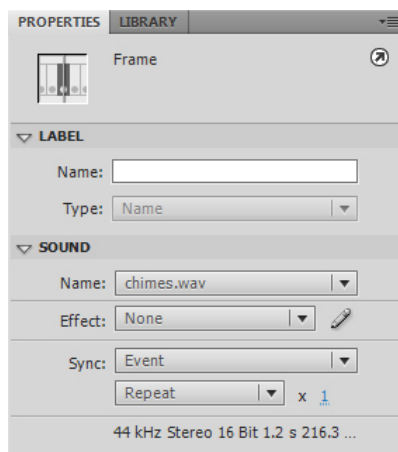 PROPERTIES LIBRARY
Frame
LABEL
Name:
Type: Name
SOUND
Name: chimes.wav
Effect: None
Sync: Event
Repeat x 1
44 kHz Stereo 16 Bit 1.2 s 216.3 ...